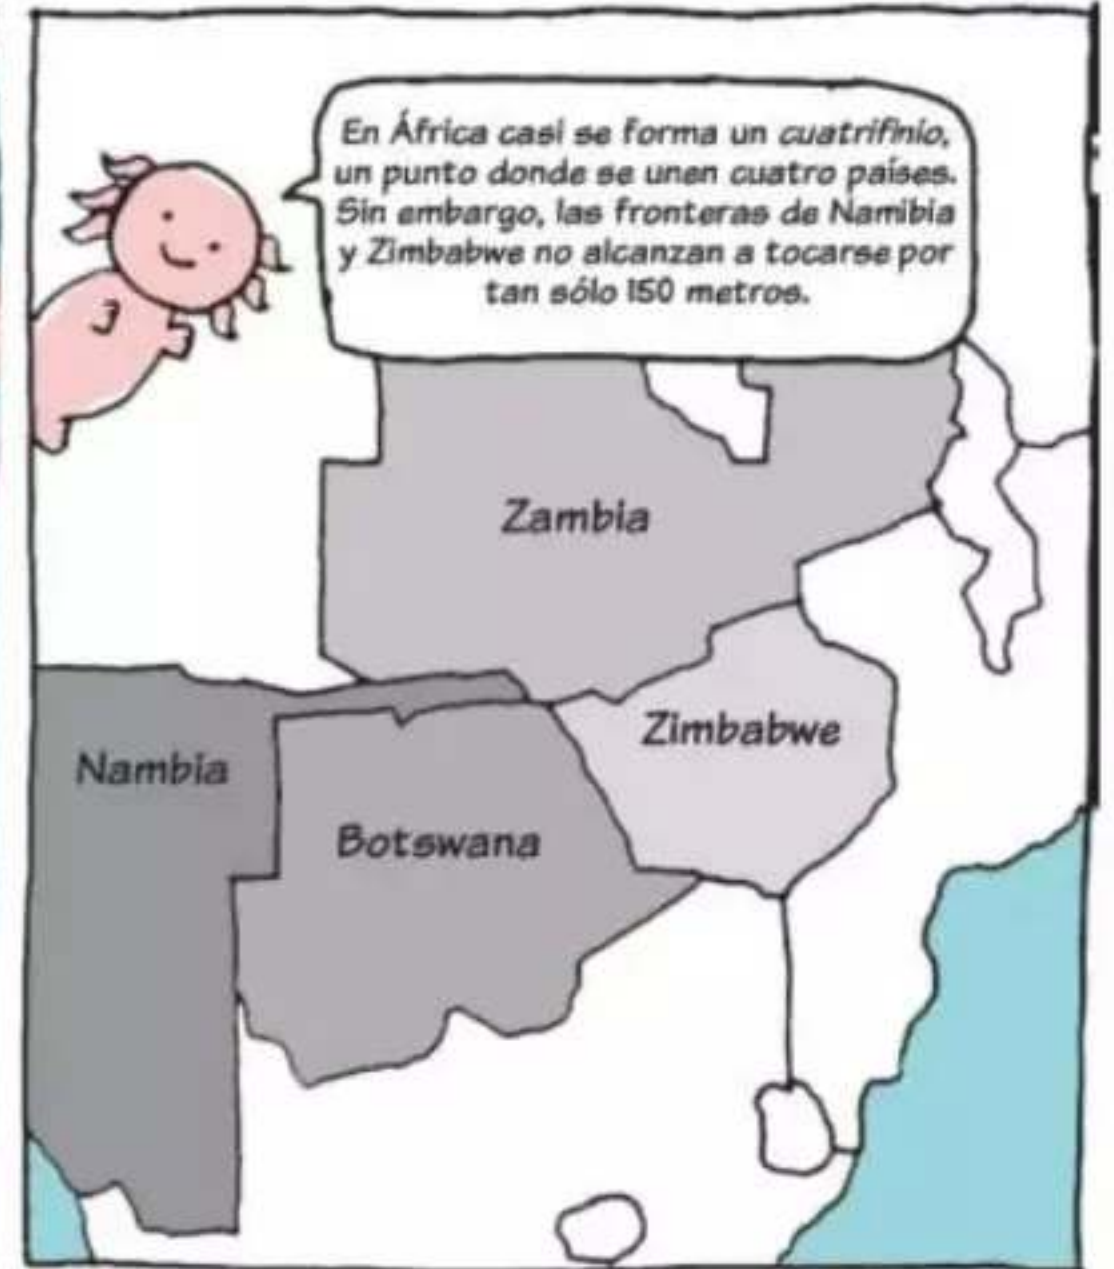 En África casi se forma un cuatrifinio,
un punto donde se unen cuatro países.
Sin embargo, las fronteras de Namibia
y Zimbabwe no alcanzan a tocarse por
tan sólo 150 metros.
Zambia
Zimbabwe
Nambia
Botswana